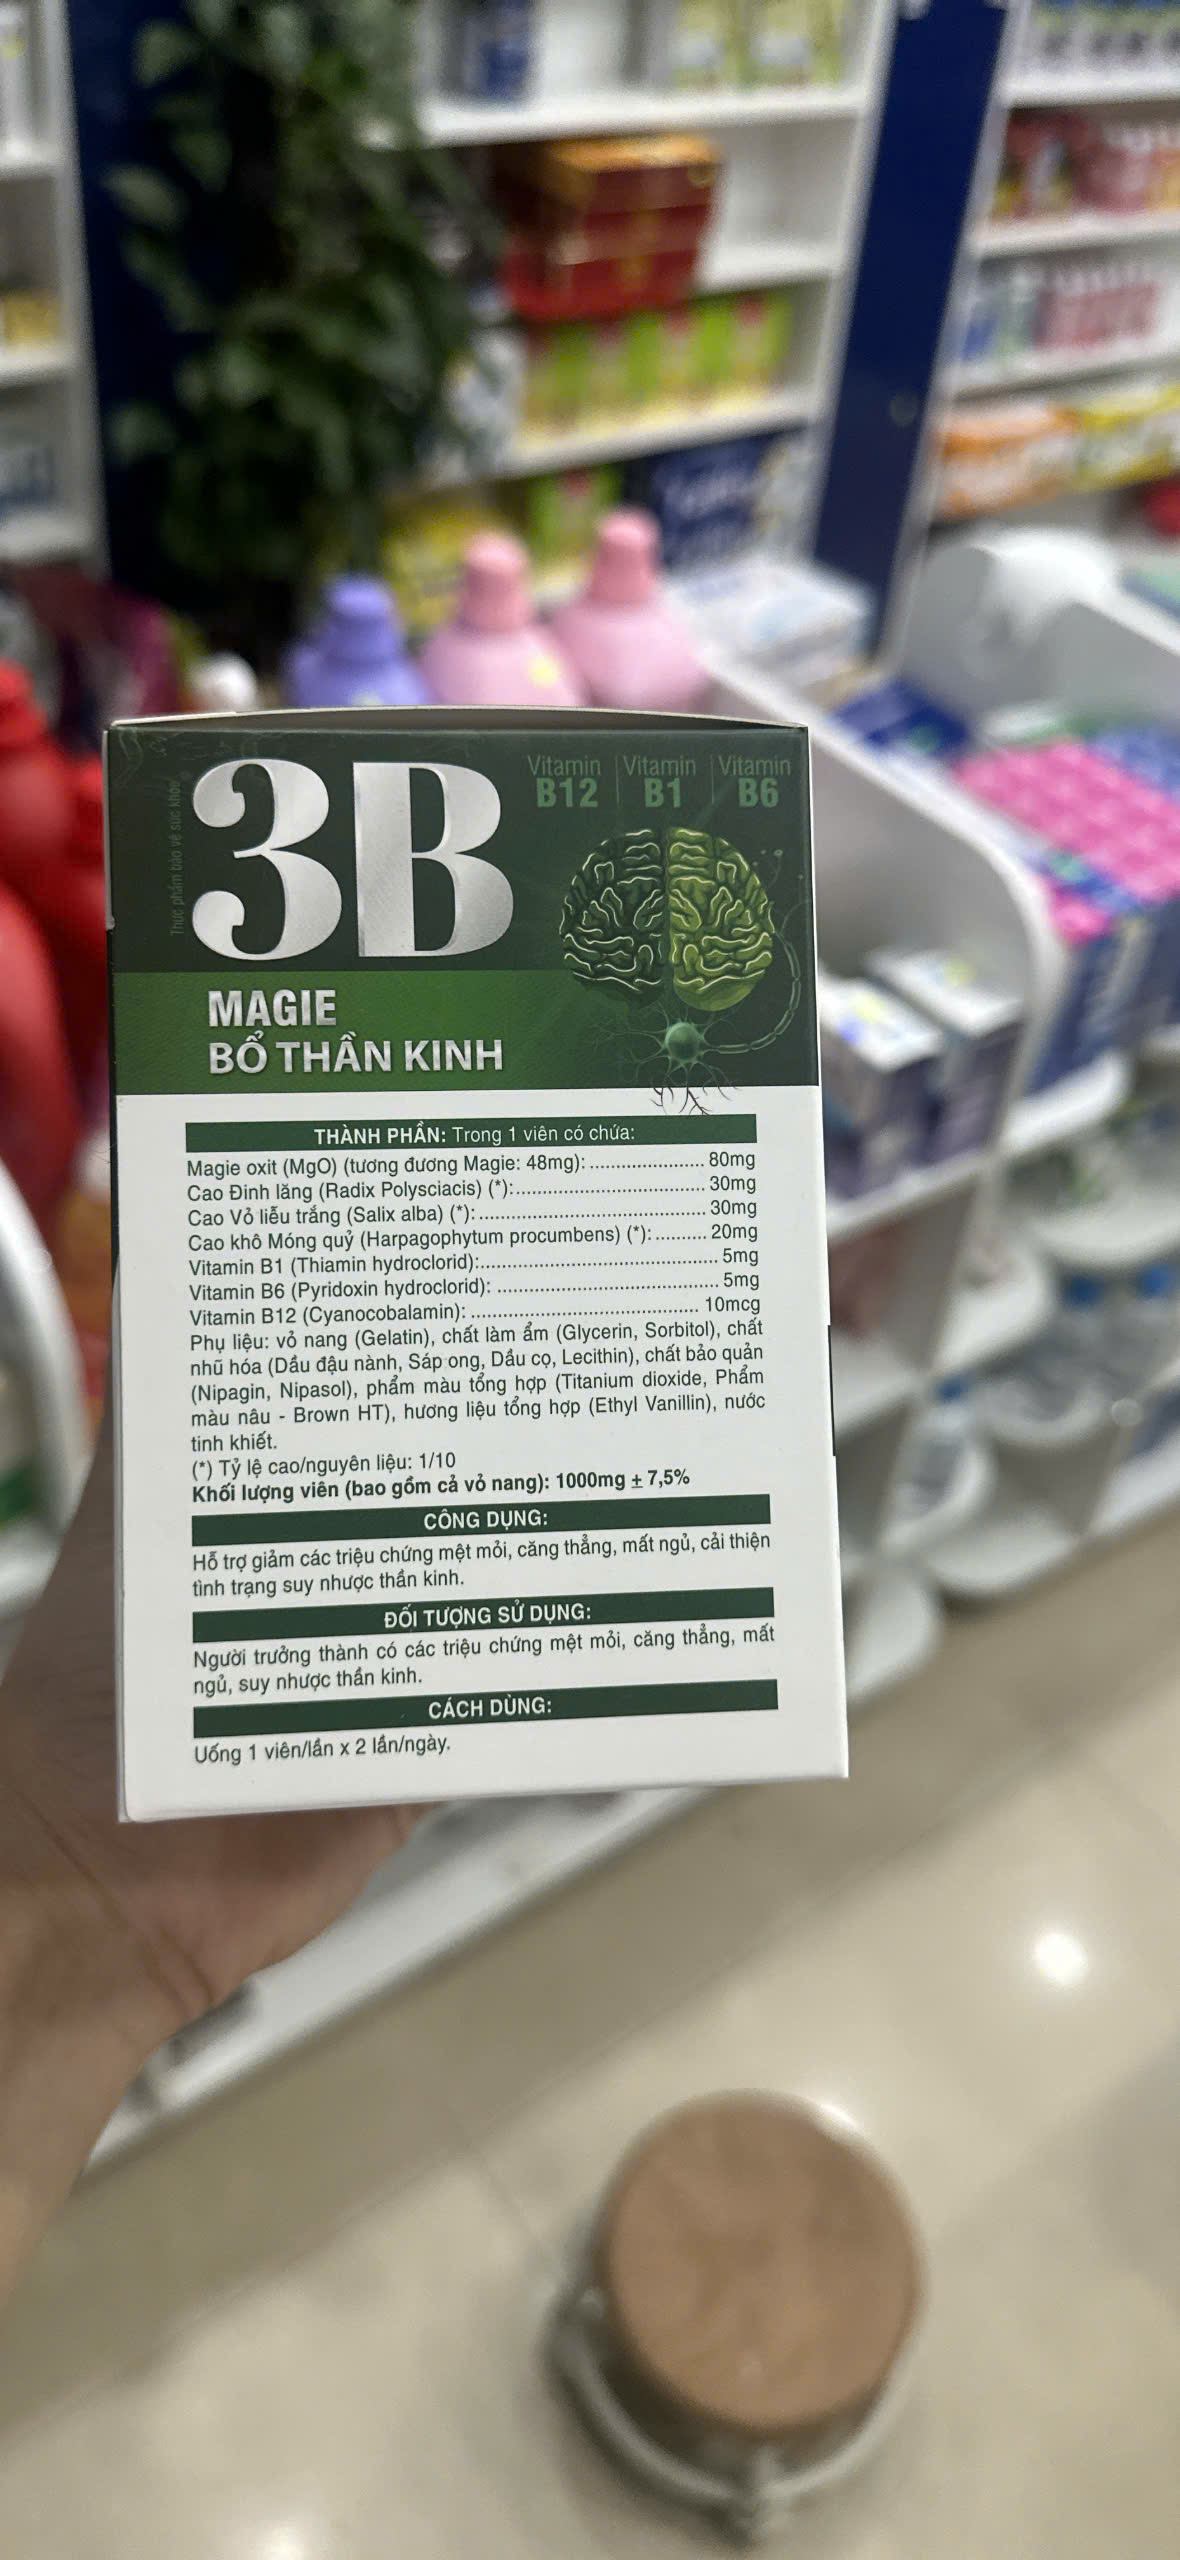 Thực phẩm bảo vệ sức khỏe
3B
Vitamin B12 | Vitamin B1 | Vitamin B6
MAGIE
BỔ THẦN KINH
THÀNH PHẦN: Trong 1 viên có chứa:
Magie oxit (MgO) (tương đương Magie: 48mg): ...................... 80mg
Cao Đinh lăng (Radix Polysciacis) (*):.................................... 30mg
Cao Vỏ liễu trắng (Salix alba) (*): ........................................... 30mg
Cao khô Móng quỷ (Harpagophytum procumbens) (*): .......... 20mg
Vitamin B1 (Thiamin hydroclorid):............................................. 5mg
Vitamin B6 (Pyridoxin hydroclorid): .......................................... 5mg
Vitamin B12 (Cyanocobalamin): ........................................... 10mcg
Phụ liệu: vỏ nang (Gelatin), chất làm ẩm (Glycerin, Sorbitol), chất
nhũ hóa (Dầu đậu nành, Sáp ong, Dầu cọ, Lecithin), chất bảo quản
(Nipagin, Nipasol), phẩm màu tổng hợp (Titanium dioxide, Phẩm
màu nâu - Brown HT), hương liệu tổng hợp (Ethyl Vanillin), nước
tinh khiết.
(*) Tỷ lệ cao/nguyên liệu: 1/10
Khối lượng viên (bao gồm cả vỏ nang): 1000mg ± 7,5%
CÔNG DỤNG:
Hỗ trợ giảm các triệu chứng mệt mỏi, căng thẳng, mất ngủ, cải thiện
tình trạng suy nhược thần kinh.
ĐỐI TƯỢNG SỬ DỤNG:
Người trưởng thành có các triệu chứng mệt mỏi, căng thẳng, mất
ngủ, suy nhược thần kinh.
CÁCH DÙNG:
Uống 1 viên/lần x 2 lần/ngày.